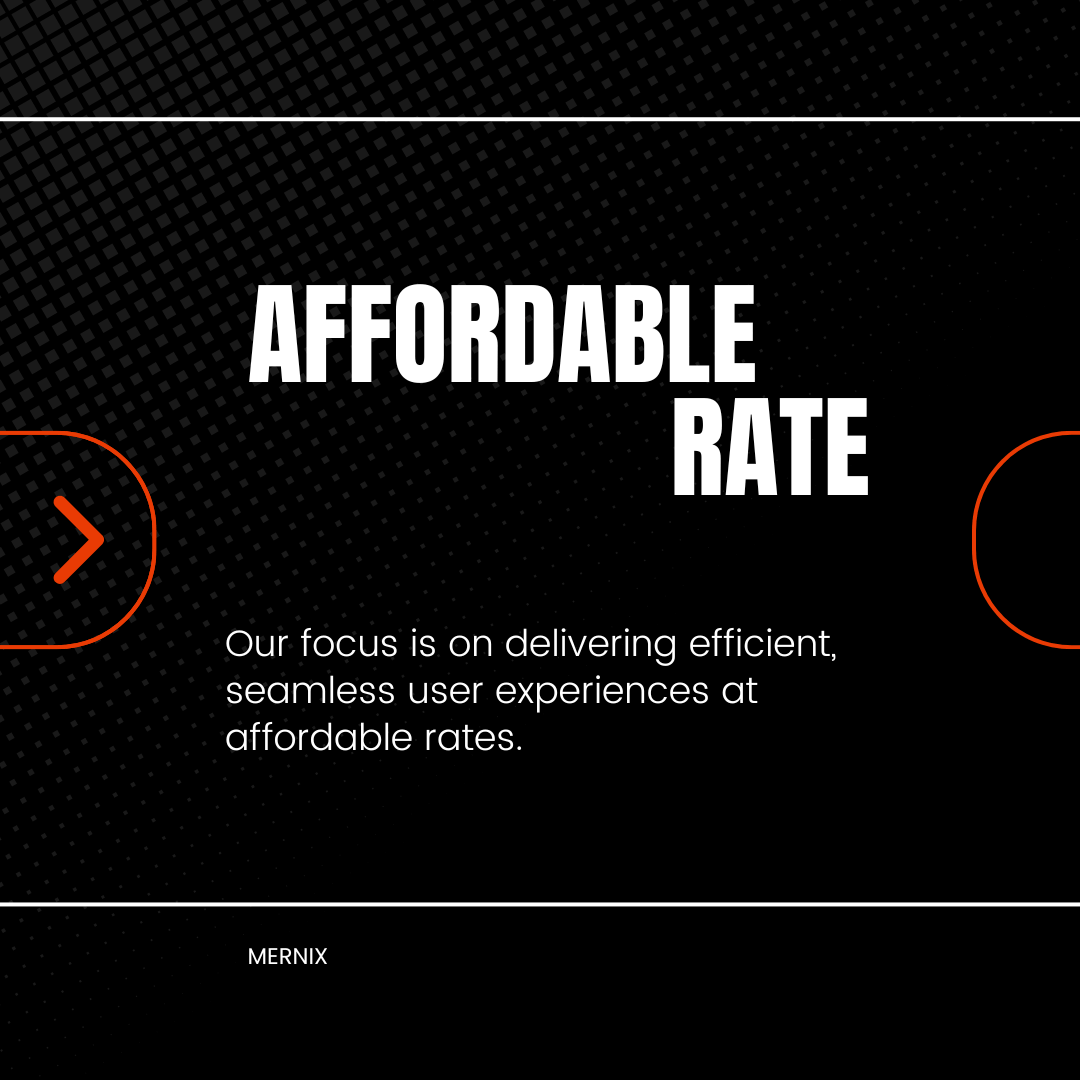 AFFORDABLE
RATE
Our focus is on delivering efficient,
seamless user experiences at
affordable rates.
MERNIX